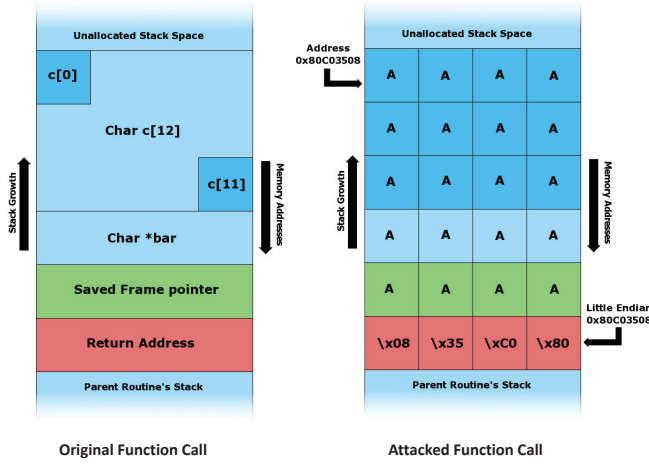 Unallocated Stack Space
c[0]
Char c[12]
c[11]
Stack Growth
Memory Addresses
Char *bar
Saved Frame pointer
Return Address
Parent Routine's Stack
Original Function Call
Unallocated Stack Space
Address
0x80C03508
A A A A
A A A A
A A A A
Stack Growth
Memory Addresses
A A A A
A A A A
Little Endian
0x80C03508
\x08 \x35 \xC0 \x80
Parent Routine's Stack
Attacked Function Call